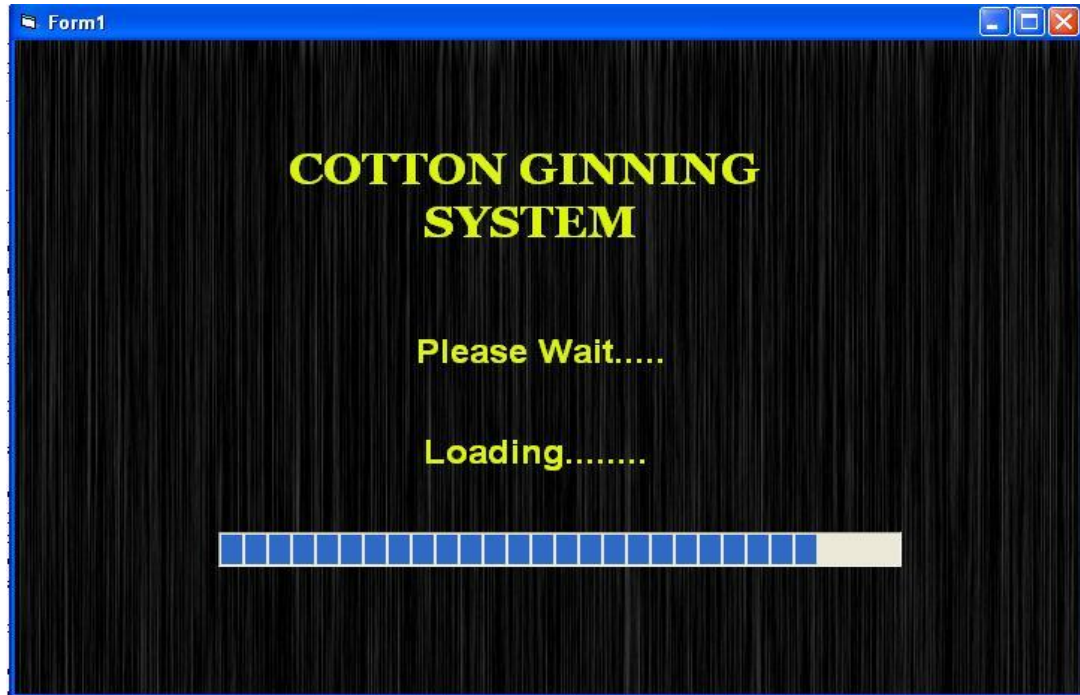 Form1
COTTON GINNING
SYSTEM
Please Wait.....
Loading........